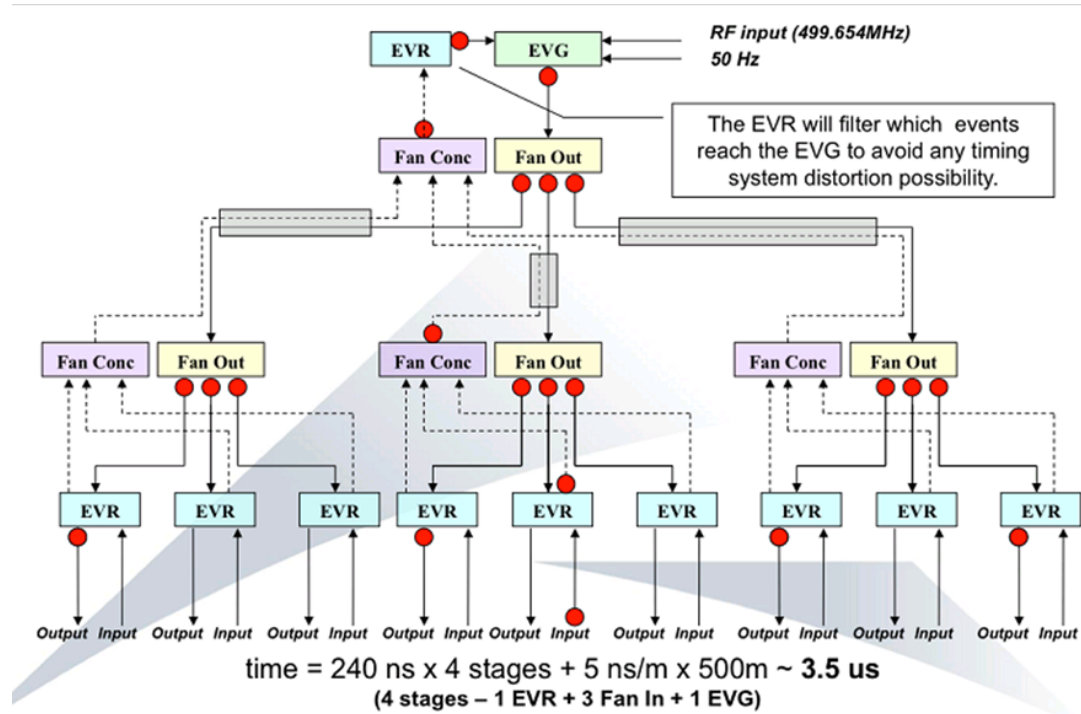 EVR
EVG
RF input (499.654MHz)
50 Hz
The EVR will filter which events
reach the EVG to avoid any timing
system distortion possibility.
Fan Conc
Fan Out
Fan Conc
Fan Out
Fan Conc
Fan Out
Fan Conc
Fan Out
EVR
EVR
EVR
EVR
EVR
EVR
EVR
EVR
EVR
Output Input
Output Input
Output Input
Output Input
Output Input
Output Input
Output Input
Output Input
Output Input
time = 240 ns x 4 stages + 5 ns/m x 500m ~ 3.5 us
(4 stages – 1 EVR + 3 Fan In + 1 EVG)